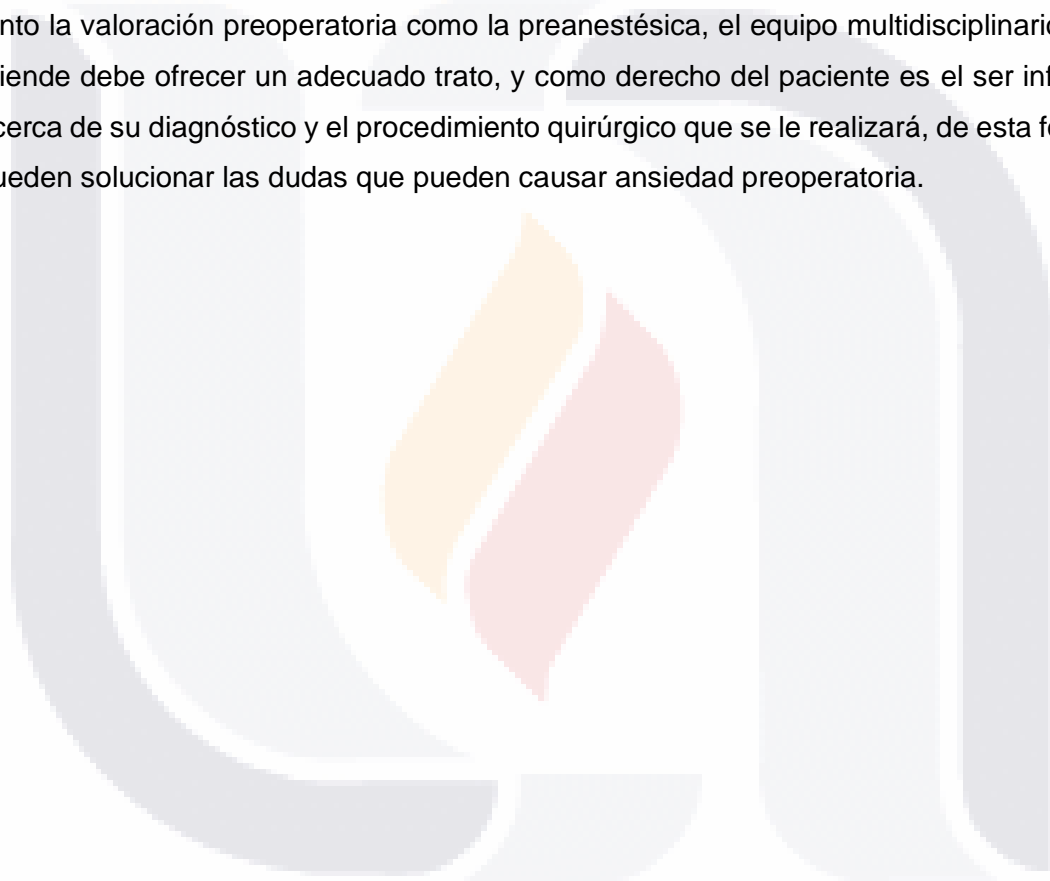 nto la valoración preoperatoria como la preanestésica, el equipo multidisciplinari
iende debe ofrecer un adecuado trato, y como derecho del paciente es el ser inf
cerca de su diagnóstico y el procedimiento quirúrgico que se le realizará, de esta f
ueden solucionar las dudas que pueden causar ansiedad preoperatoria.